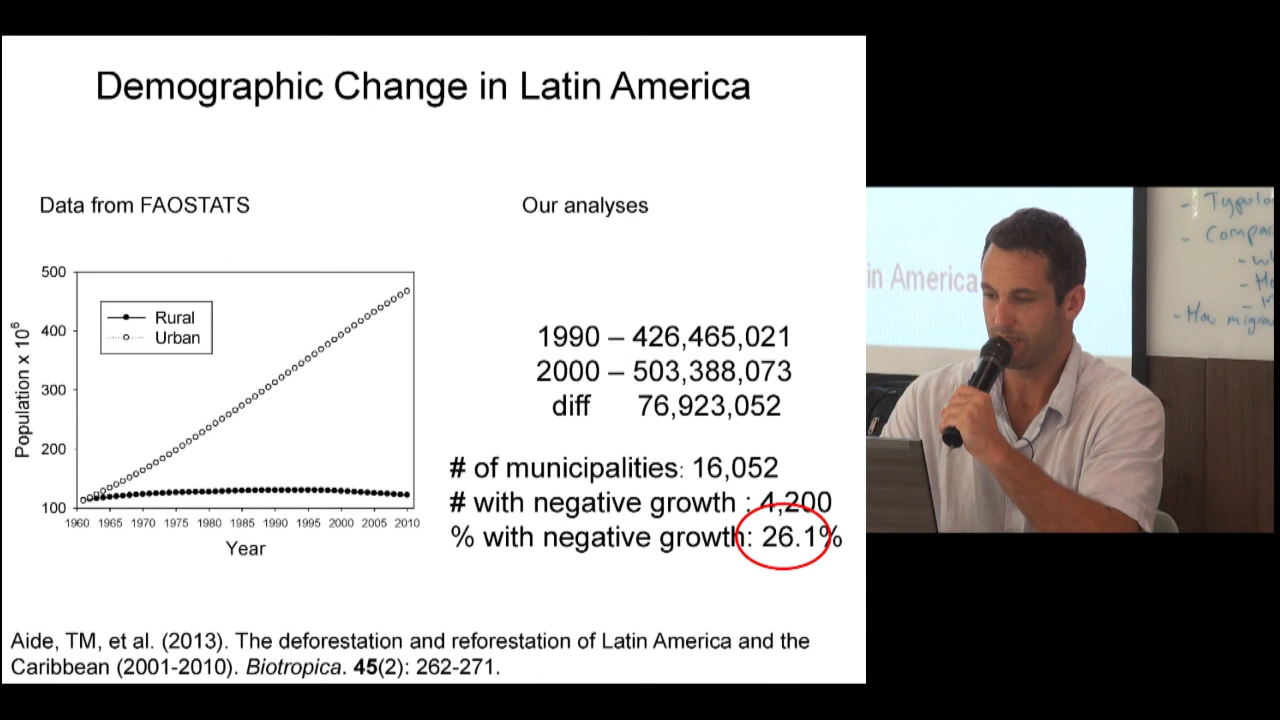 Demographic Change in Latin America
Data from FAOSTATS
Our analyses
500
400
300
200
100
Population x 10⁶
Rural
Urban
1960 1965 1970 1975 1980 1985 1990 1995 2000 2005 2010
Year
1990 – 426,465,021
2000 – 503,388,073
diff 76,923,052
# of municipalities: 16,052
# with negative growth : 4,200
% with negative growth: 26.1%
Aide, TM, et al. (2013). The deforestation and reforestation of Latin America and the
Caribbean (2001-2010). Biotropica. 45(2): 262-271.
in America
- Typolo
- Compa
- How migra